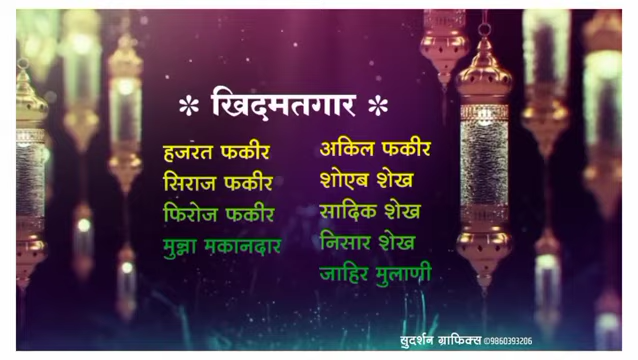 ✼ खिदमतगार ✼
हजरत फकीर
सिराज फकीर
फिरोज फकीर
मुन्ना मकानदार
अकिल फकीर
शोएब शेख
सादिक शेख
निसार शेख
जाहिर मुलाणी
सुदर्शन ग्राफिक्स ©9860393206